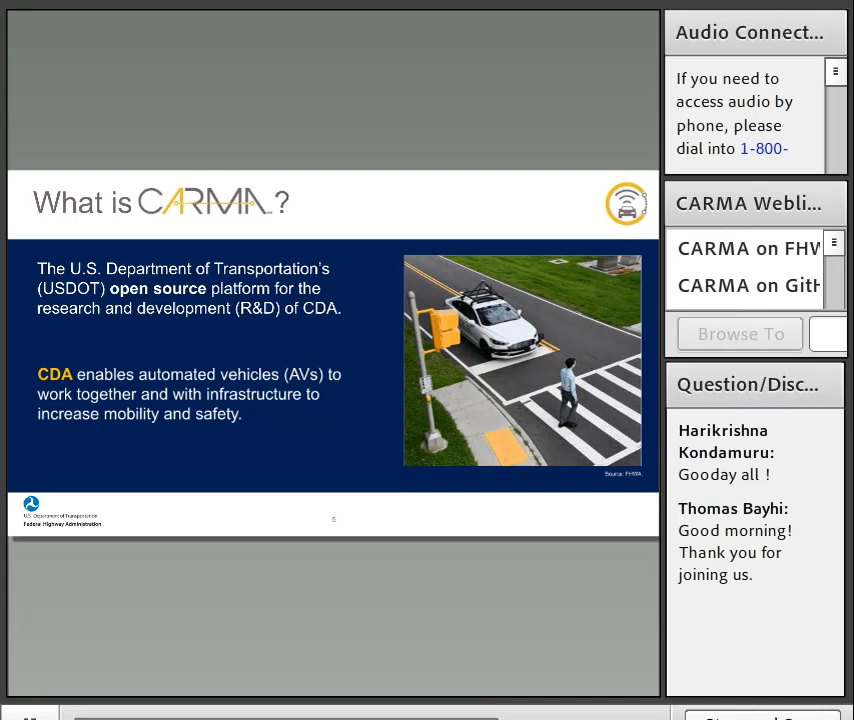 What is CARMA ?
The U.S. Department of Transportation's
(USDOT) open source platform for the
research and development (R&D) of CDA.
CDA enables automated vehicles (AVs) to
work together and with infrastructure to
increase mobility and safety.
Source: FHWA.
U.S. Department of Transportation
Federal Highway Administration
5
Audio Connect...
If you need to
access audio by
phone, please
dial into 1-800-
CARMA Webli...
CARMA on FHW
CARMA on GitH
Browse To
Question/Disc...
Harikrishna
Kondamuru:
Gooday all !
Thomas Bayhi:
Good morning!
Thank you for
joining us.